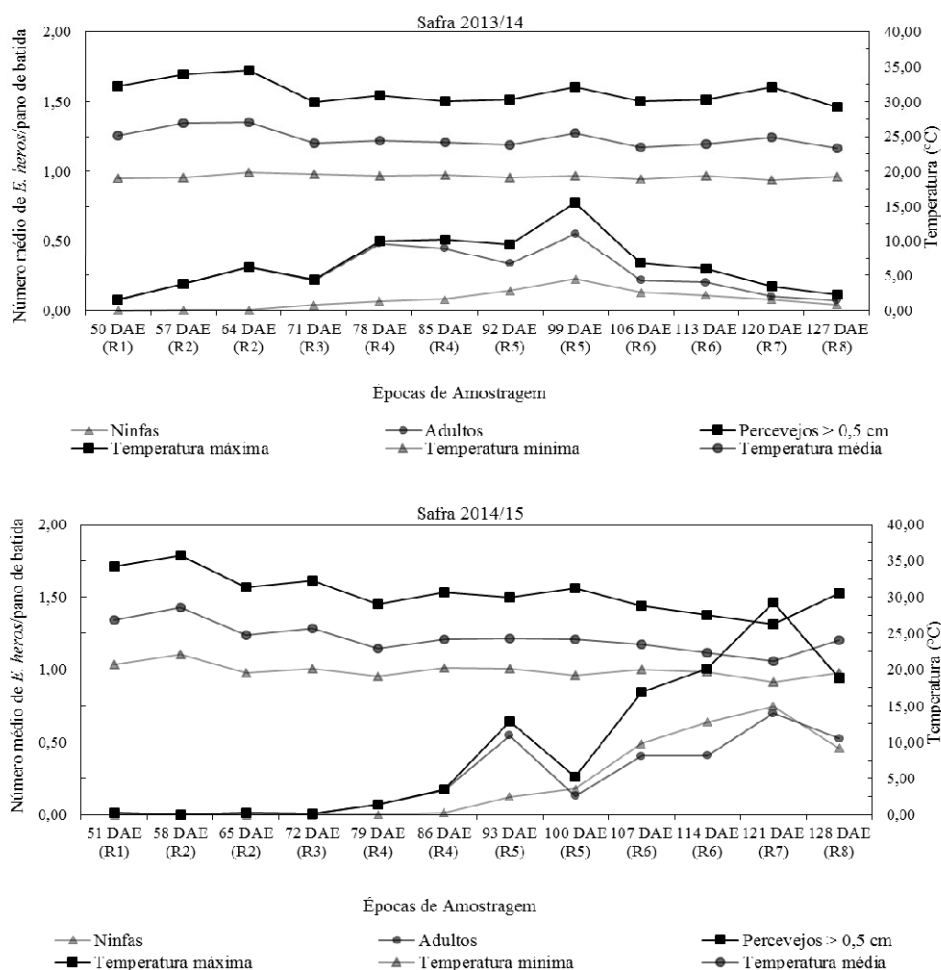 Safra 2013/14
Número médio de E. heros/pano de batida
2,00
1,50
1,00
0,50
0,00
40,00
35,00
30,00
25,00
20,00
15,00
10,00
5,00
0,00
Temperatura (°C)
50 DAE 57 DAE 64 DAE 71 DAE 78 DAE 85 DAE 92 DAE 99 DAE 106 DAE 113 DAE 120 DAE 127 DAE
(R1) (R2) (R2) (R3) (R4) (R4) (R5) (R5) (R6) (R6) (R7) (R8)
Épocas de Amostragem
Ninfas Adultos Percevejos > 0,5 cm
Temperatura máxima Temperatura mínima Temperatura média
Safra 2014/15
Número médio de E. heros/pano de batida
2,00
1,50
1,00
0,50
0,00
40,00
35,00
30,00
25,00
20,00
15,00
10,00
5,00
0,00
Temperatura (°C)
51 DAE 58 DAE 65 DAE 72 DAE 79 DAE 86 DAE 93 DAE 100 DAE 107 DAE 114 DAE 121 DAE 128 DAE
(R1) (R2) (R2) (R3) (R4) (R4) (R5) (R5) (R6) (R6) (R7) (R8)
Épocas de Amostragem
Ninfas Adultos Percevejos > 0,5 cm
Temperatura máxima Temperatura mínima Temperatura média